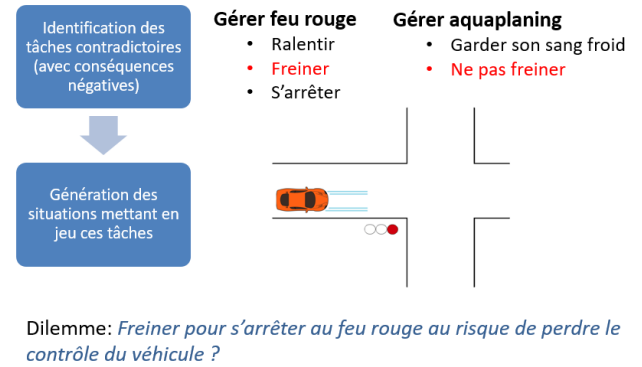 Identification des
tâches contradictoires
(avec conséquences
négatives)
Génération des
situations mettant en
jeu ces tâches
Gérer feu rouge
• Ralentir
• Freiner
• S’arrêter
Gérer aquaplaning
• Garder son sang froid
• Ne pas freiner
Dilemme: Freiner pour s’arrêter au feu rouge au risque de perdre le
contrôle du véhicule ?